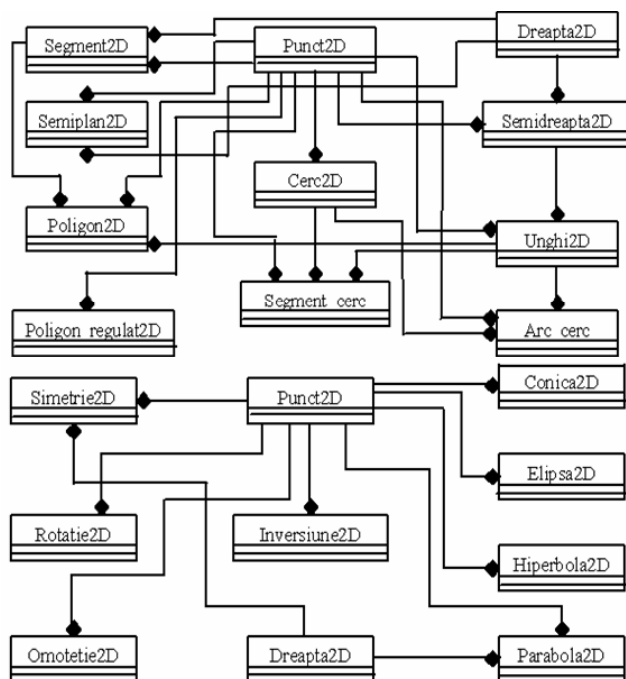 Segment2D
Punct2D
Dreapta2D
Semiplan2D
Semidreapta2D
Cerc2D
Poligon2D
Unghi2D
Segment cerc
Poligon regulat2D
Arc cerc
Simetrie2D
Punct2D
Conica2D
Elipsa2D
Rotatie2D
Inversiune2D
Hiperbola2D
Omotetie2D
Dreapta2D
Parabola2D